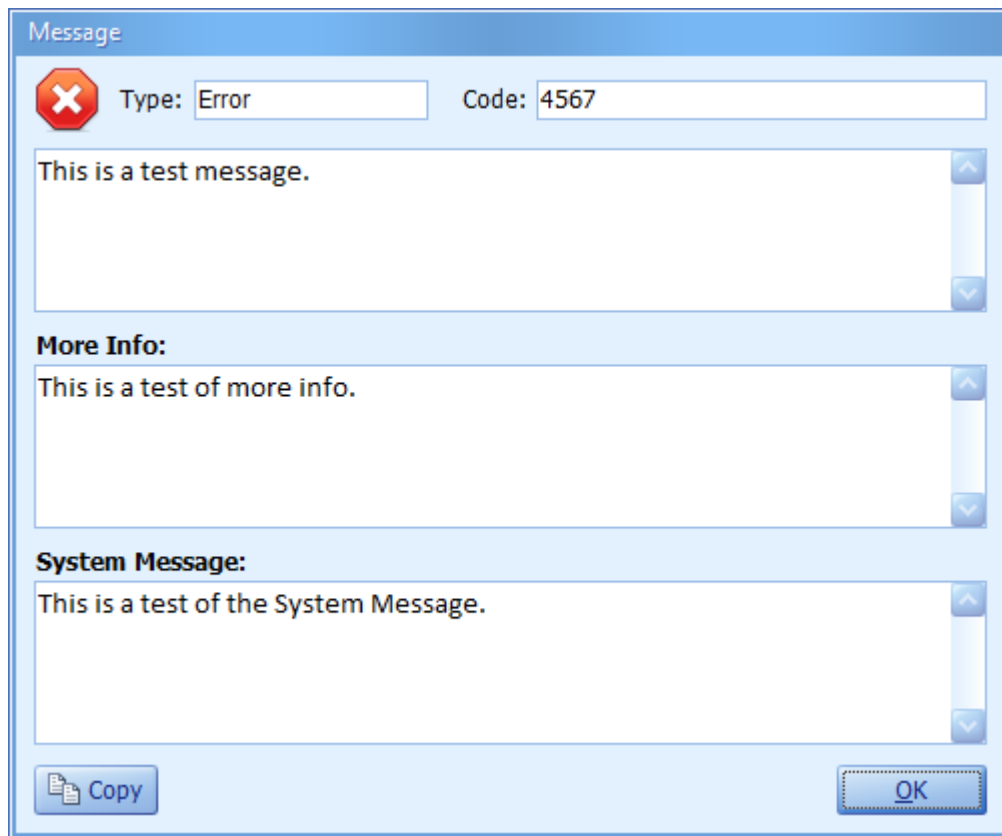 Message
Type: Error Code: 4567
This is a test message.
More Info:
This is a test of more info.
System Message:
This is a test of the System Message.
Copy OK